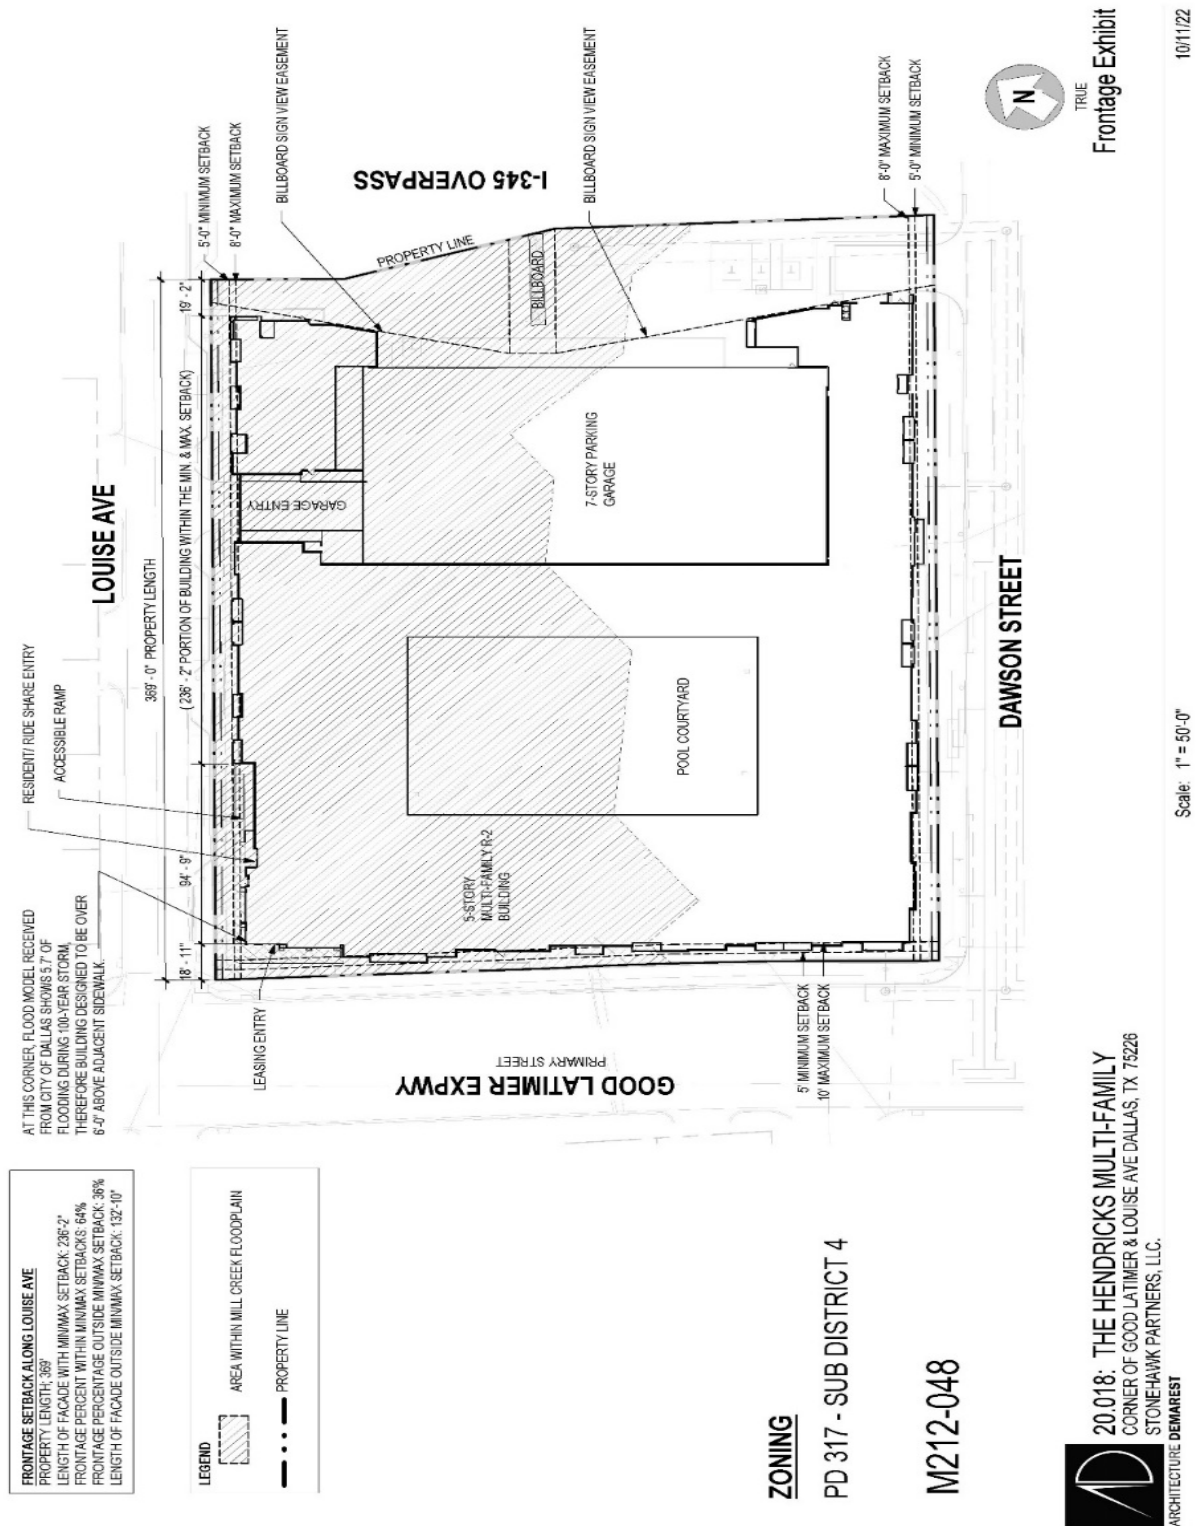 FRONTAGE SETBACK ALONG LOUISE AVE
PROPERTY LENGTH: 369'
LENGTH OF FACADE WITH MIN/MAX SETBACK: 236'-2"
FRONTAGE PERCENT WITHIN MIN/MAX SETBACKS: 64%
FRONTAGE PERCENTAGE OUTSIDE MIN/MAX SETBACK: 36%
LENGTH OF FACADE OUTSIDE MIN/MAX SETBACK: 132'-10"
AT THIS CORNER, FLOOD MODEL RECEIVED
FROM CITY OF DALLAS SHOWS 5.7' OF
FLOODING DURING 100-YEAR STORM,
THEREFORE BUILDING DESIGNED TO BE OVER
6'-0" ABOVE ADJACENT SIDEWALK.
RESIDENT/ RIDE SHARE ENTRY
ACCESSIBLE RAMP
LOUISE AVE
369' - 0" PROPERTY LENGTH
18' - 11"
94' - 9"
( 236' - 2" PORTION OF BUILDING WITHIN THE MIN. & MAX. SETBACK)
19' - 2"
5'-0" MINIMUM SETBACK
8'-0" MAXIMUM SETBACK
BILLBOARD SIGN VIEW EASEMENT
LEGEND
AREA WITHIN MILL CREEK FLOODPLAIN
PROPERTY LINE
LEASING ENTRY
GARAGE ENTRY
PROPERTY LINE
I-345 OVERPASS
BILLBOARD
BILLBOARD SIGN VIEW EASEMENT
PRIMARY STREET
GOOD LATIMER EXPWY
5-STORY
MULTI-FAMILY R-2
BUILDING
7-STORY PARKING
GARAGE
POOL COURTYARD
5' MINIMUM SETBACK
10' MAXIMUM SETBACK
8'-0" MAXIMUM SETBACK
5'-0" MINIMUM SETBACK
DAWSON STREET
ZONING
PD 317 - SUB DISTRICT 4
M212-048
N
TRUE
Frontage Exhibit
AD
20.018: THE HENDRICKS MULTI-FAMILY
CORNER OF GOOD LATIMER & LOUISE AVE DALLAS, TX 75226
STONEHAWK PARTNERS, LLC.
ARCHITECTURE DEMAREST
Scale: 1" = 50'-0"
10/11/22